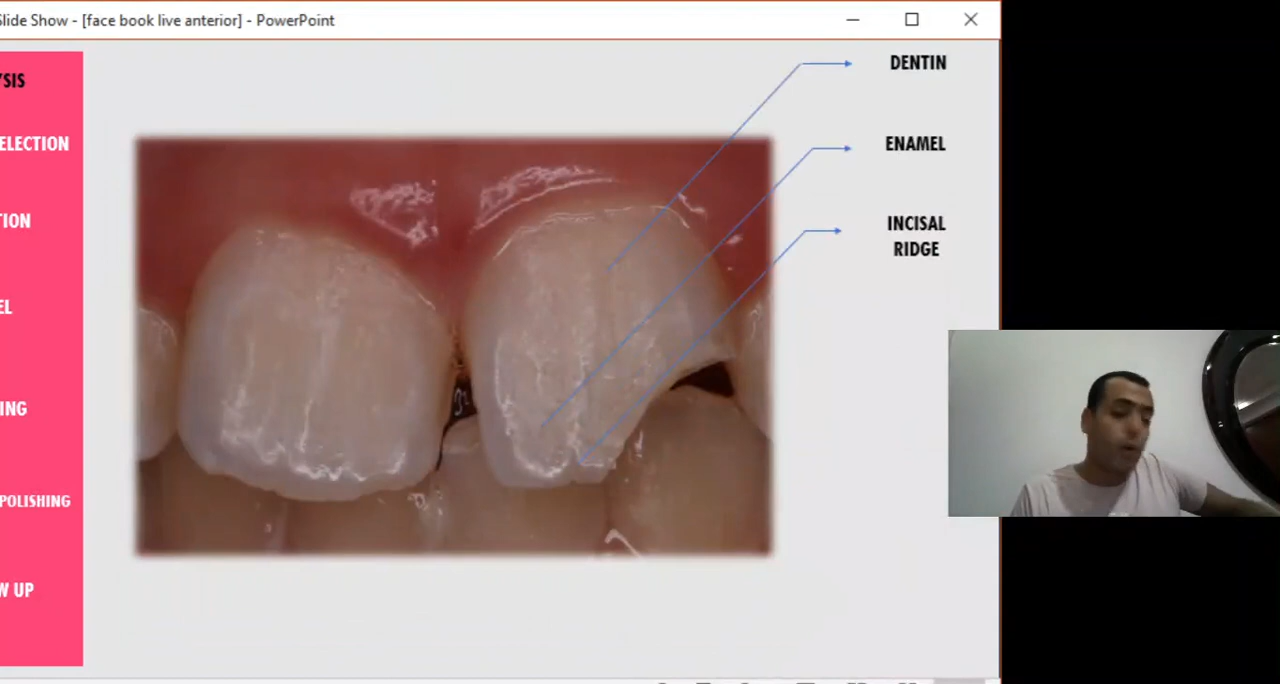 Slide Show - [face book live anterior] - PowerPoint
YSIS
ELECTION
TION
EL
ING
POLISHING
W UP
DENTIN
ENAMEL
INCISAL
RIDGE